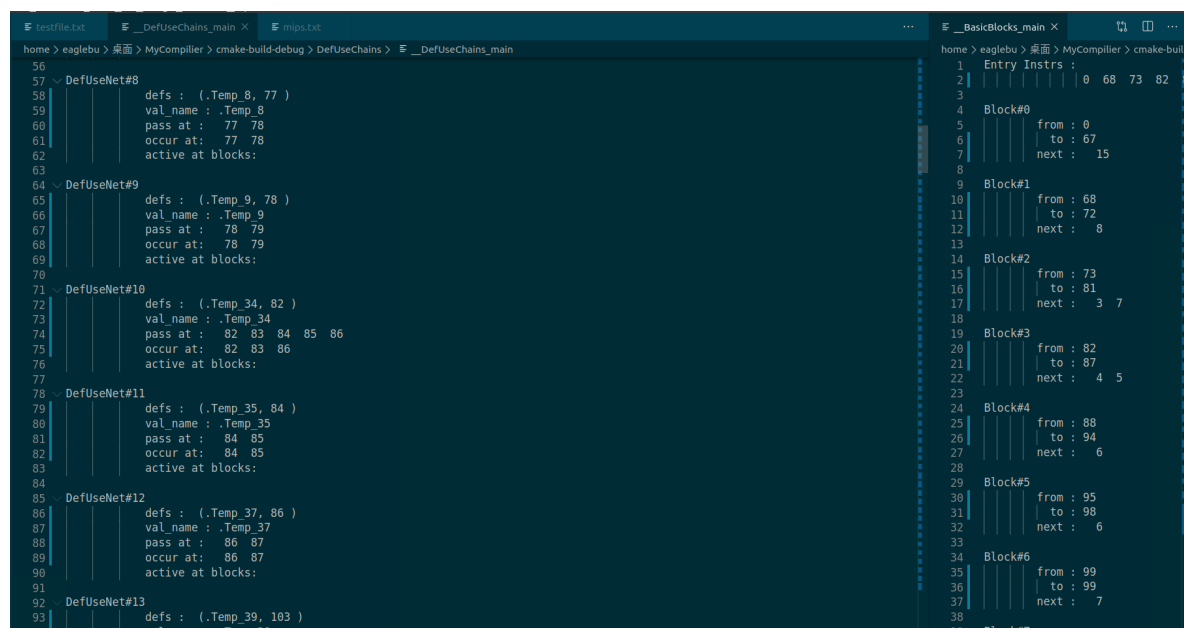 testfile.txt __DefUseChains_main × mips.txt ···
home > eaglebu > 桌面 > MyCompilier > cmake-build-debug > DefUseChains > __DefUseChains_main
56
57 DefUseNet#8
58 defs : (.Temp_8, 77 )
59 val_name : .Temp_8
60 pass at : 77 78
61 occur at: 77 78
62 active at blocks:
63
64 DefUseNet#9
65 defs : (.Temp_9, 78 )
66 val_name : .Temp_9
67 pass at : 78 79
68 occur at: 78 79
69 active at blocks:
70
71 DefUseNet#10
72 defs : (.Temp_34, 82 )
73 val_name : .Temp_34
74 pass at : 82 83 84 85 86
75 occur at: 82 83 86
76 active at blocks:
77
78 DefUseNet#11
79 defs : (.Temp_35, 84 )
80 val_name : .Temp_35
81 pass at : 84 85
82 occur at: 84 85
83 active at blocks:
84
85 DefUseNet#12
86 defs : (.Temp_37, 86 )
87 val_name : .Temp_37
88 pass at : 86 87
89 occur at: 86 87
90 active at blocks:
91
92 DefUseNet#13
93 defs : (.Temp_39, 103 )
__BasicBlocks_main × ···
home > eaglebu > 桌面 > MyCompilier > cmake-buil
1 Entry Instrs :
2 0 68 73 82
3
4 Block#0
5 from : 0
6 to : 67
7 next : 15
8
9 Block#1
10 from : 68
11 to : 72
12 next : 8
13
14 Block#2
15 from : 73
16 to : 81
17 next : 3 7
18
19 Block#3
20 from : 82
21 to : 87
22 next : 4 5
23
24 Block#4
25 from : 88
26 to : 94
27 next : 6
28
29 Block#5
30 from : 95
31 to : 98
32 next : 6
33
34 Block#6
35 from : 99
36 to : 99
37 next : 7
38